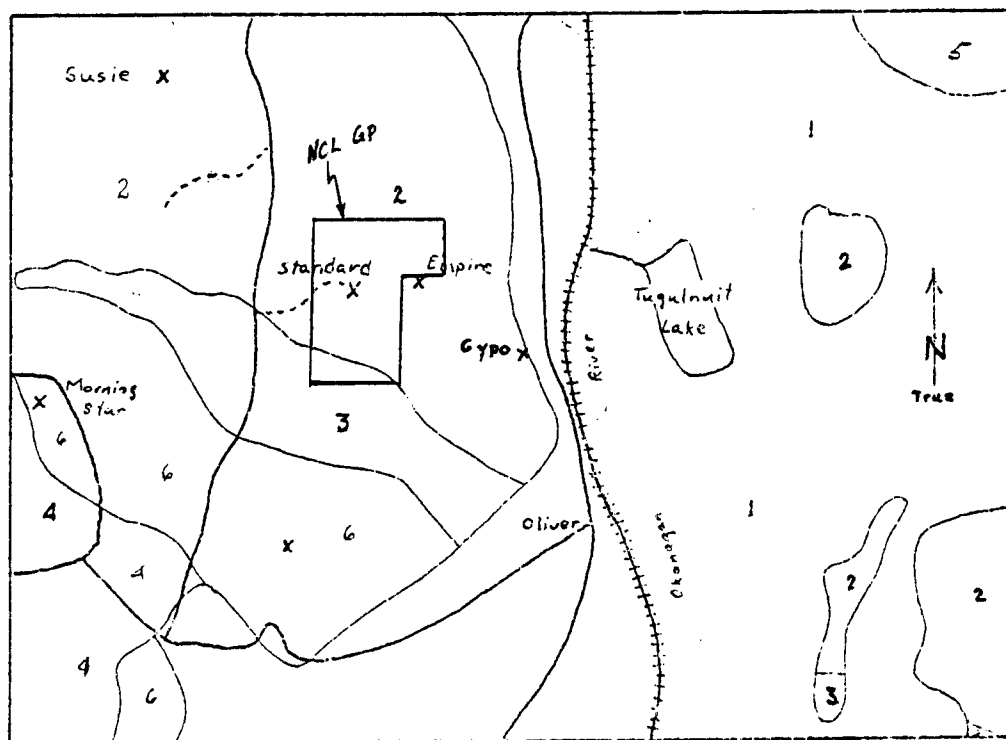 5
Susie x
1
NCL GP
2
2
Standard
x
Empire
x
2
Tugulnuit
Lake
N
True
Gypo x
River
Morning
Star
x
3
6
6
4
x
6
Oliver
1
Okanagan
4
2
2
4
6
3